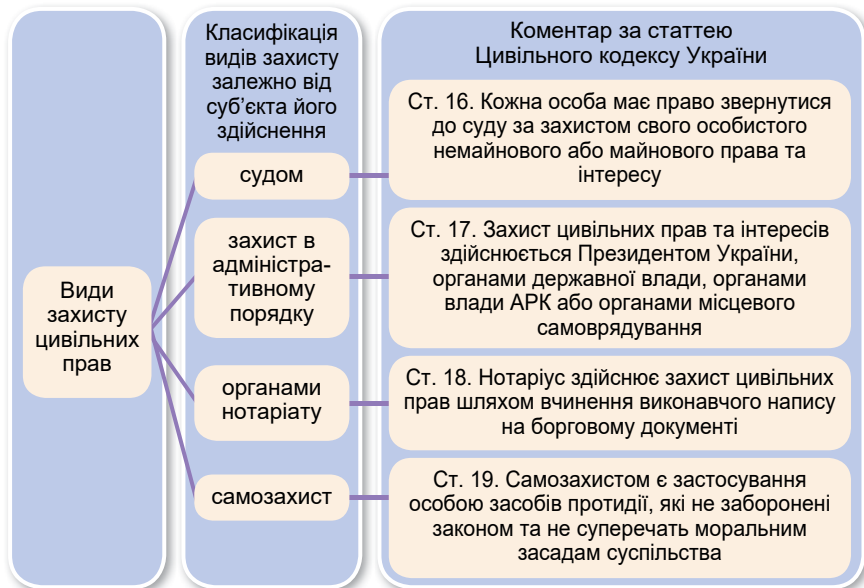 Види
захисту
цивільних
прав
Класифікація
видів захисту
залежно від
суб’єкта його
здійснення
судом
захист в
адміністра-
тивному
порядку
органами
нотаріату
самозахист
Коментар за статтею
Цивільного кодексу України
Ст. 16. Кожна особа має право звернутися
до суду за захистом свого особистого
немайнового або майнового права та
інтересу
Ст. 17. Захист цивільних прав та інтересів
здійснюється Президентом України,
органами державної влади, органами
влади АРК або органами місцевого
самоврядування
Ст. 18. Нотаріус здійснює захист цивільних
прав шляхом вчинення виконавчого напису
на борговому документі
Ст. 19. Самозахистом є застосування
особою засобів протидії, які не заборонені
законом та не суперечать моральним
засадам суспільства